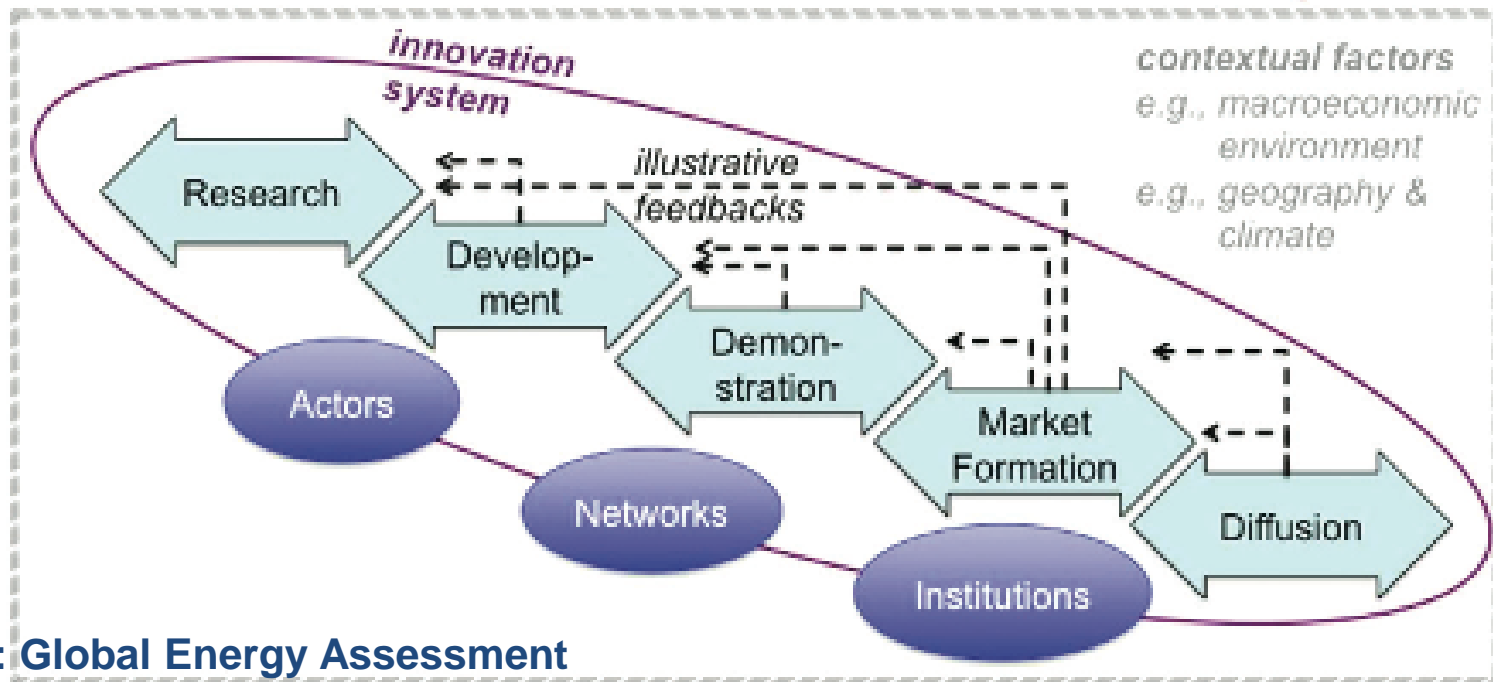 innovation
system
contextual factors
e.g., macroeconomic
environment
e.g., geography &
climate
illustrative
feedbacks
Research
Develop-
ment
Demon-
stration
Market
Formation
Diffusion
Actors
Networks
Institutions
: Global Energy Assessment